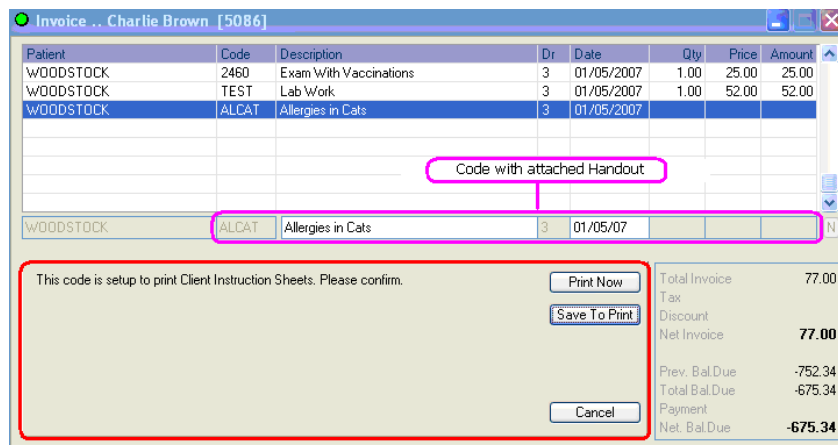 Invoice .. Charlie Brown [5086]
Patient Code Description Dr Date Qty Price Amount
WOODSTOCK 2460 Exam With Vaccinations 3 01/05/2007 1.00 25.00 25.00
WOODSTOCK TEST Lab Work 3 01/05/2007 1.00 52.00 52.00
WOODSTOCK ALCAT Allergies in Cats 3 01/05/2007
Code with attached Handout
WOODSTOCK ALCAT Allergies in Cats 3 01/05/07 N
This code is setup to print Client Instruction Sheets. Please confirm.
Print Now
Save To Print
Cancel
Total Invoice 77.00
Tax
Discount
Net Invoice 77.00
Prev. Bal.Due -752.34
Total Bal.Due -675.34
Payment
Net. Bal.Due -675.34